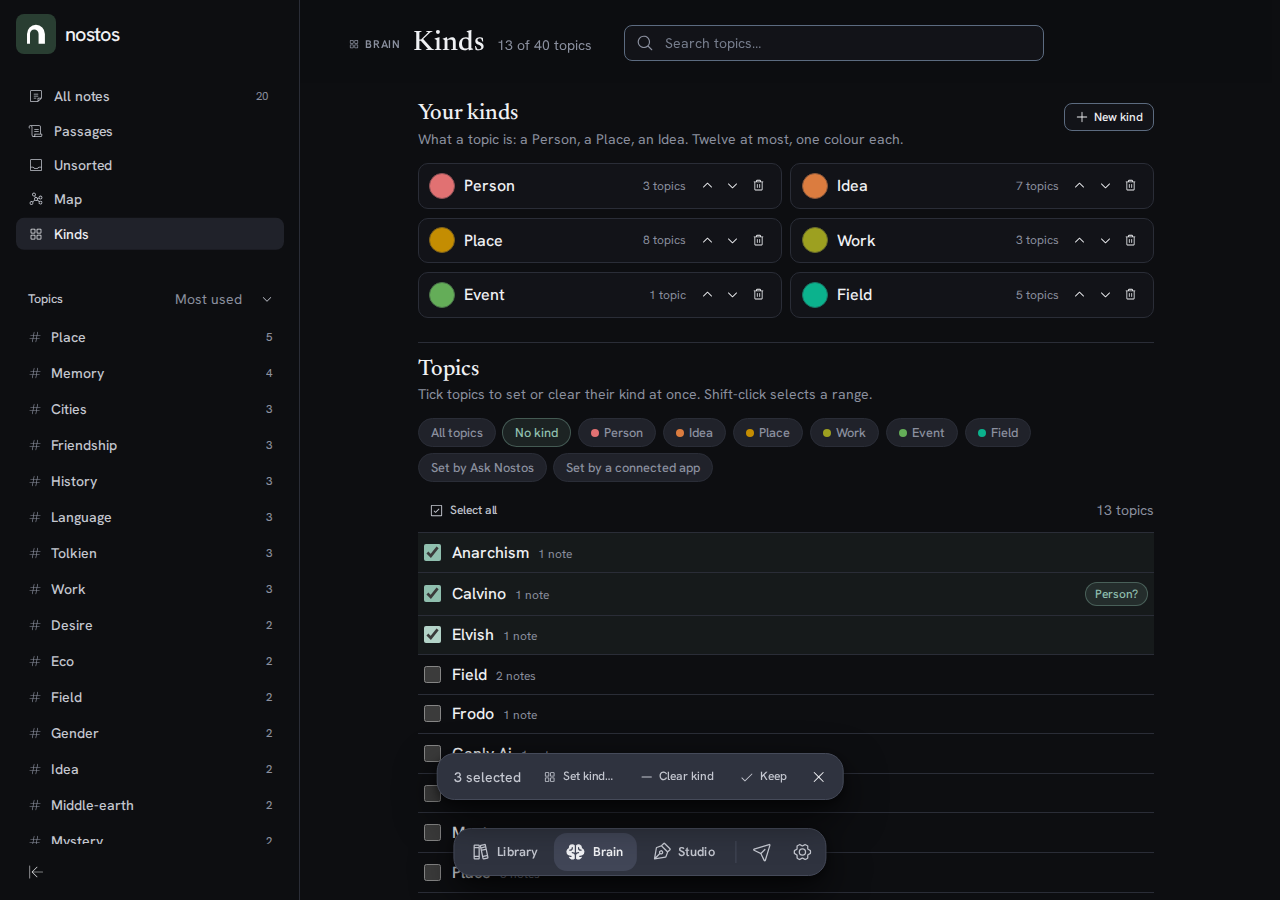 nostos
All notes 20
Passages
Unsorted
Map
Kinds
Topics Most used
# Place 5
# Memory 4
# Cities 3
# Friendship 3
# History 3
# Language 3
# Tolkien 3
# Work 3
# Desire 2
# Eco 2
# Field 2
# Gender 2
# Idea 2
# Middle-earth 2
# Mystery 2
BRAIN Kinds 13 of 40 topics
Search topics...
Your kinds
New kind
What a topic is: a Person, a Place, an Idea. Twelve at most, one colour each.
Person 3 topics
Idea 7 topics
Place 8 topics
Work 3 topics
Event 1 topic
Field 5 topics
Topics
Tick topics to set or clear their kind at once. Shift-click selects a range.
All topics No kind Person Idea Place Work Event Field
Set by Ask Nostos Set by a connected app
Select all 13 topics
Anarchism 1 note
Calvino 1 note Person?
Elvish 1 note
Field 2 notes
Frodo 1 note
3 selected Set kind... Clear kind Keep
Library Brain Studio